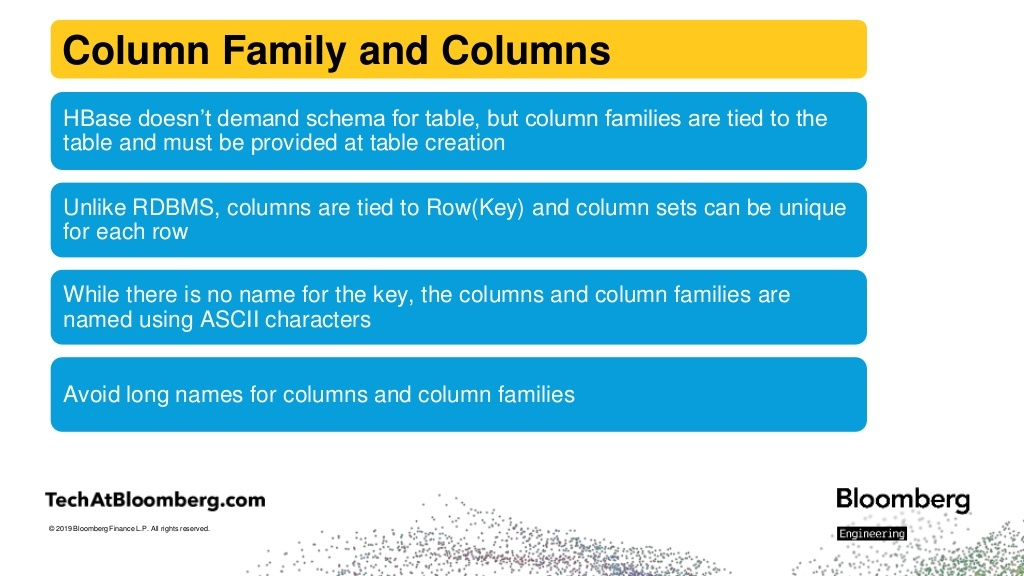 Column Family and Columns
HBase doesn’t demand schema for table, but column families are tied to the
table and must be provided at table creation
Unlike RDBMS, columns are tied to Row(Key) and column sets can be unique
for each row
While there is no name for the key, the columns and column families are
named using ASCII characters
Avoid long names for columns and column families
TechAtBloomberg.com
© 2019 Bloomberg Finance L.P. All rights reserved.
Bloomberg
Engineering